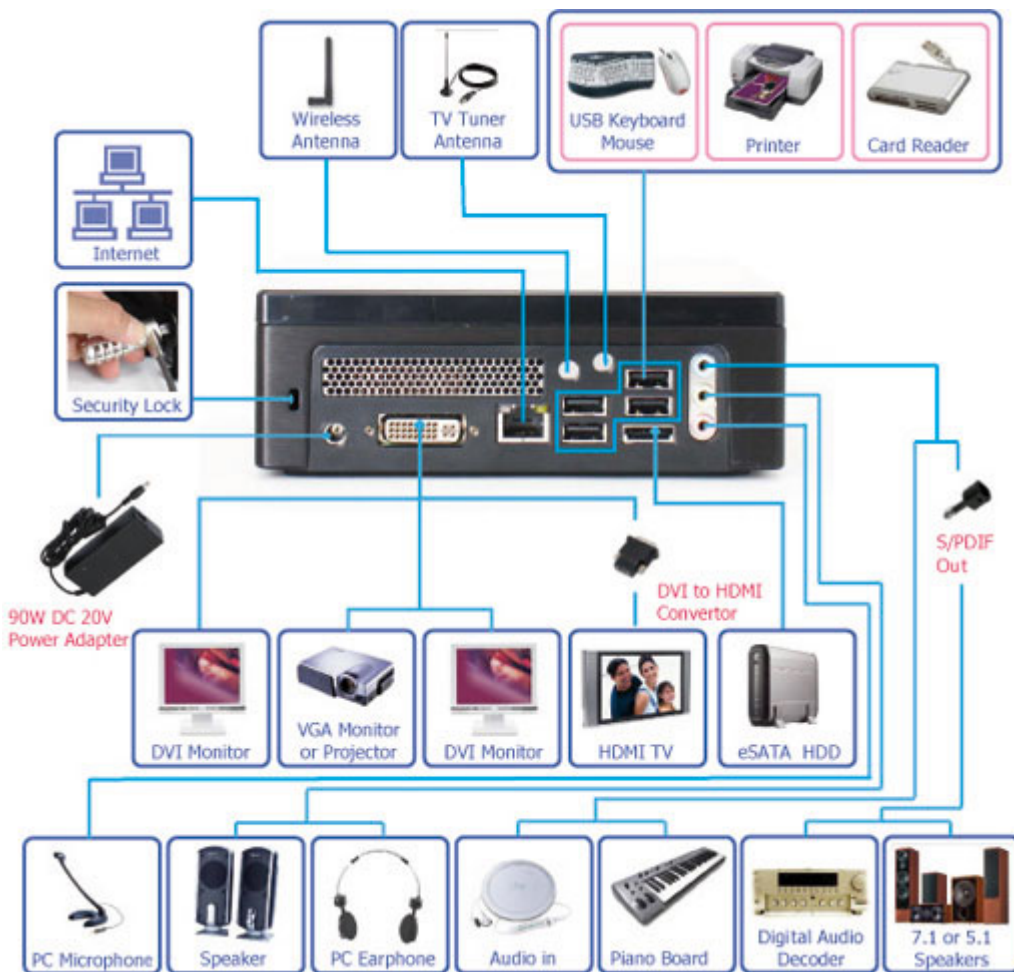 Wireless
Antenna
TV Tuner
Antenna
USB Keyboard
Mouse
Printer
Card Reader
Internet
Security Lock
90W DC 20V
Power Adapter
S/PDIF
Out
DVI to HDMI
Convertor
DVI Monitor
VGA Monitor
or Projector
DVI Monitor
HDMI TV
eSATA HDD
PC Microphone
Speaker
PC Earphone
Audio in
Piano Board
Digital Audio
Decoder
7.1 or 5.1
Speakers